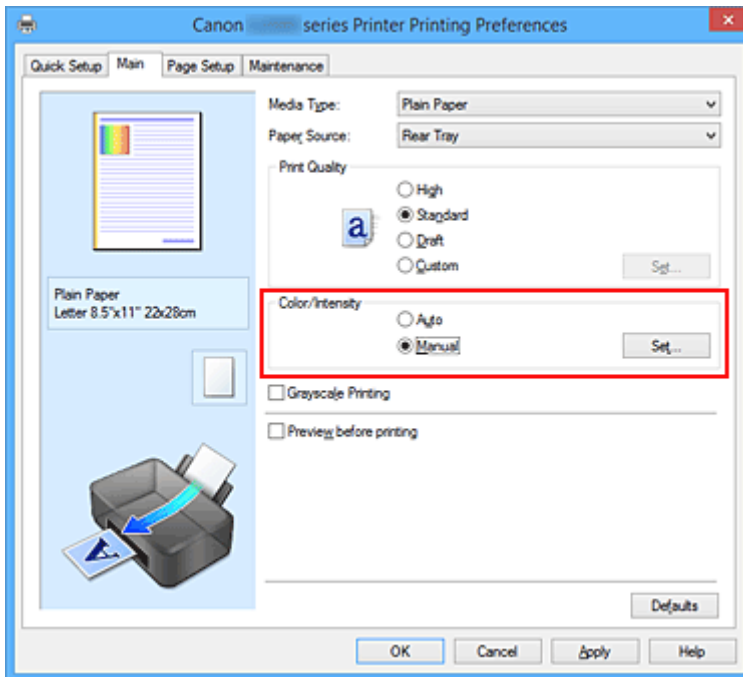 Canon series Printer Printing Preferences
Quick Setup Main Page Setup Maintenance
Media Type: Plain Paper
Paper Source: Rear Tray
Print Quality
High
a Standard
Draft
Custom Set...
Plain Paper
Letter 8.5"x11" 22x28cm
Color/Intensity
Auto
Manual Set...
Grayscale Printing
Preview before printing
A
Defaults
OK Cancel Apply Help